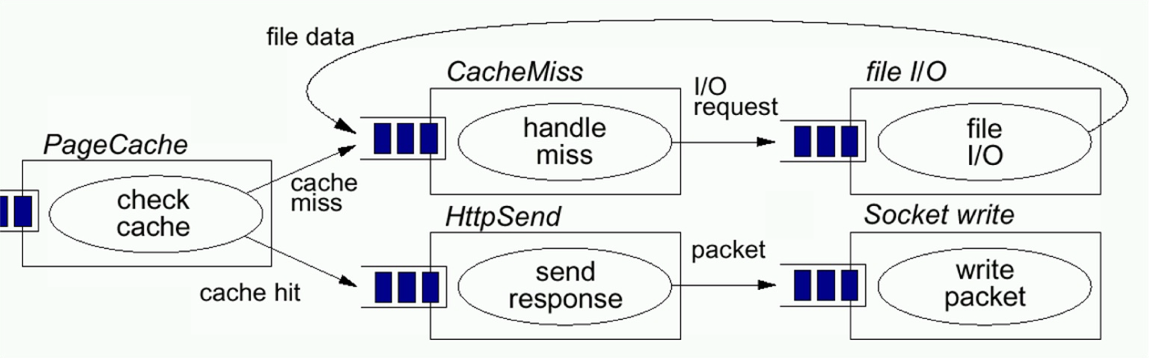 file data
CacheMiss
file I/O
I/O
request
handle
miss
file
I/O
PageCache
check
cache
cache
miss
cache hit
HttpSend
Socket write
packet
send
response
write
packet